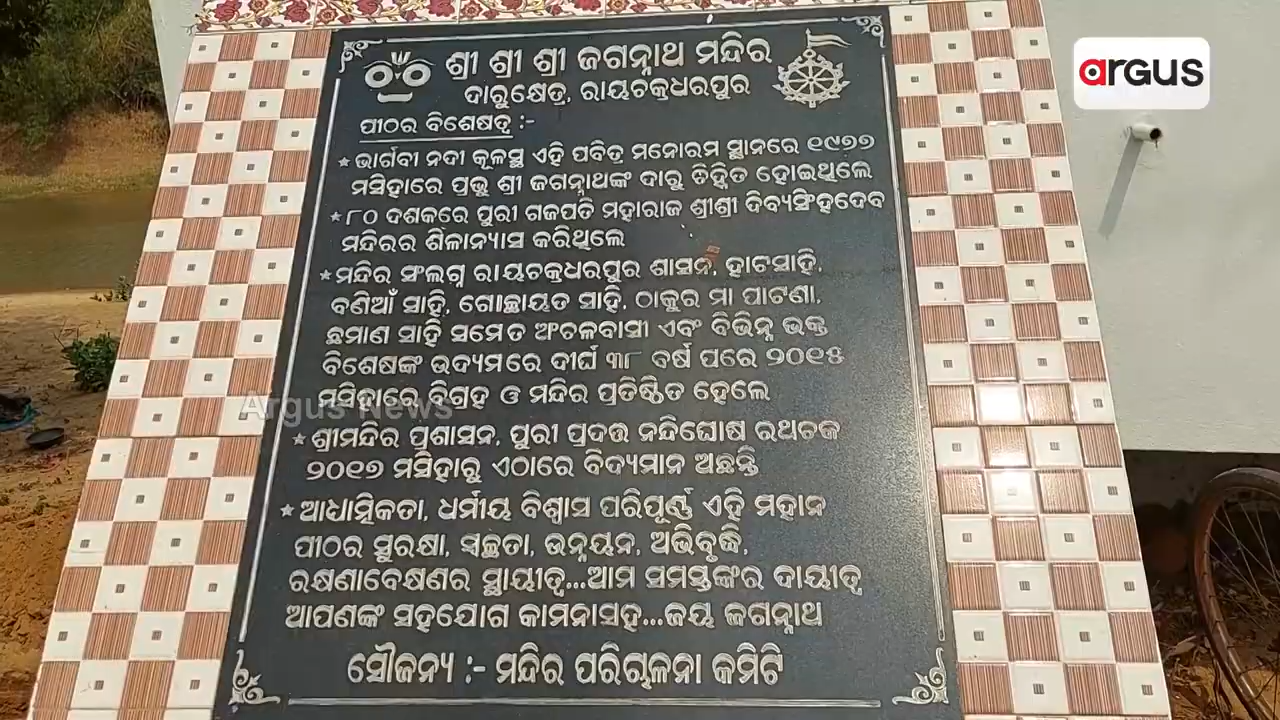 ଶ୍ରୀ ଶ୍ରୀ ଶ୍ରୀ ଜଗନ୍ନାଥ ମନ୍ଦିର
ଦାରୁକ୍ଷେତ୍ର, ରାୟଚକ୍ରଧରପୁର
ପୀଠର ବିଶେଷତ୍ୱ :-
★ ଭାର୍ଗବୀ ନଦୀ କୂଳସ୍ଥ ଏହି ପବିତ୍ର ମନୋରମ ସ୍ଥାନରେ ୧୯୭୭
ମସିହାରେ ପ୍ରଭୁ ଶ୍ରୀ ଜଗନ୍ନାଥଙ୍କ ଦାରୁ ଚିହ୍ନିତ ହୋଇଥିଲେ
★ ୮୦ ଦଶକରେ ପୁରୀ ଗଜପତି ମହାରାଜ ଶ୍ରୀଶ୍ରୀ ଦିବ୍ୟସିଂହଦେବ
ମନ୍ଦିରର ଶିଳାନ୍ୟାସ କରିଥିଲେ
★ ମନ୍ଦିର ସଂଲଗ୍ନ ରାୟଚକ୍ରଧରପୁର ଶାସନ, ହାଟସାହି,
ବଣିଆଁ ସାହି, ଗୋଚ୍ଛାୟତ ସାହି, ଠାକୁର ମା ପାଟଣା,
ଛମାଣ ସାହି ସମେତ ଅଂଚଳବାସୀ ଏବଂ ବିଭିନ୍ନ ଭକ୍ତ
ବିଶେଷଙ୍କ ଉଦ୍ୟମରେ ଦୀର୍ଘ ୩୮ ବର୍ଷ ପରେ ୨୦୧୫
ମସିହାରେ ବିଗ୍ରହ ଓ ମନ୍ଦିର ପ୍ରତିଷ୍ଠିତ ହେଲେ
★ ଶ୍ରୀମନ୍ଦିର ପ୍ରଶାସନ, ପୁରୀ ପ୍ରଦତ୍ତ ନନ୍ଦିଘୋଷ ରଥଚକ
୨୦୧୭ ମସିହାରୁ ଏଠାରେ ବିଦ୍ୟମାନ ଅଛନ୍ତି
★ ଆଧ୍ୟାତ୍ମିକତା, ଧର୍ମୀୟ ବିଶ୍ୱାସ ପରିପୂର୍ଣ୍ଣ ଏହି ମହାନ
ପୀଠର ସୁରକ୍ଷା, ସ୍ୱଚ୍ଛତା, ଉନ୍ନୟନ, ଅଭିବୃଦ୍ଧି,
ରକ୍ଷଣାବେକ୍ଷଣର ସ୍ଥାୟୀତ୍ୱ...ଆମ ସମସ୍ତଙ୍କର ଦାୟୀତ୍ୱ
ଆପଣଙ୍କ ସହଯୋଗ କାମନାସହ...ଜୟ ଜଗନ୍ନାଥ
ସୌଜନ୍ୟ :- ମନ୍ଦିର ପରିଚାଳନା କମିଟି
argus
Argus News